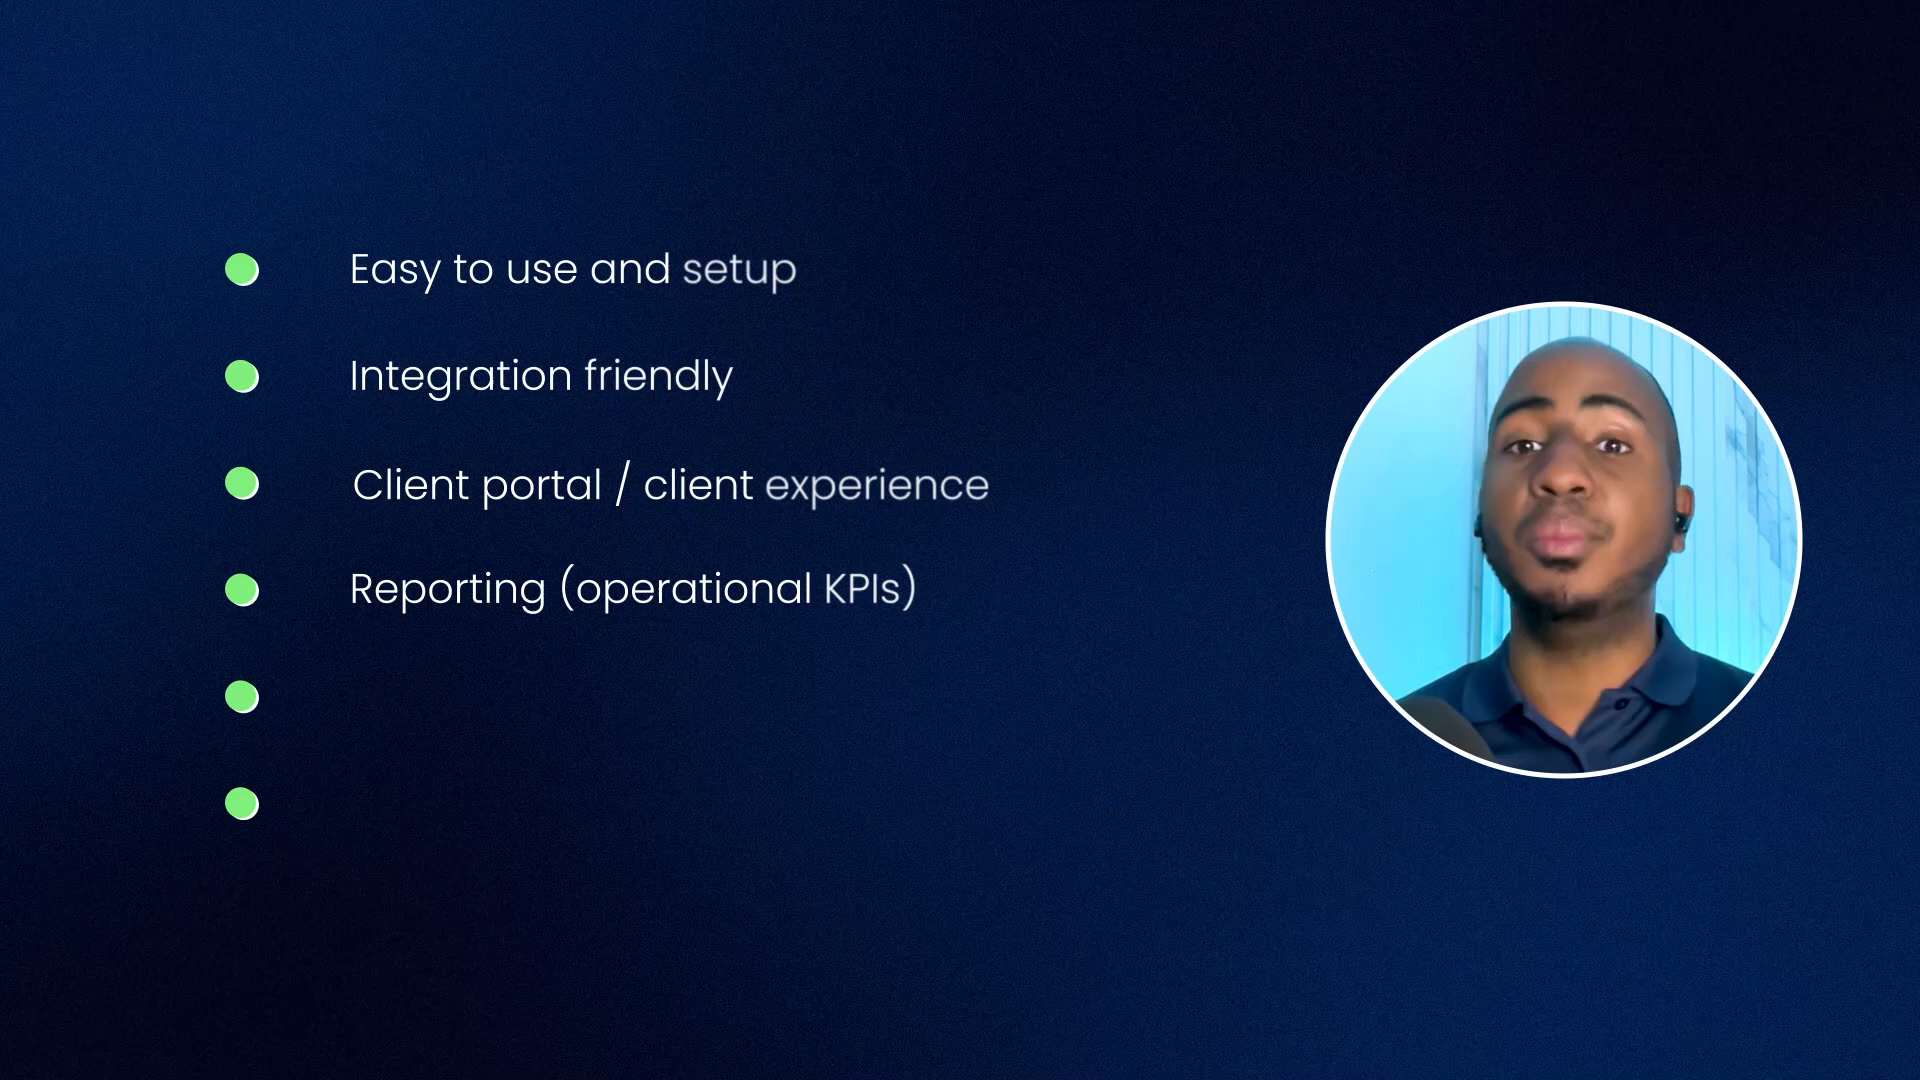 Easy to use and setup
Integration friendly
Client portal / client experience
Reporting (operational KPIs)